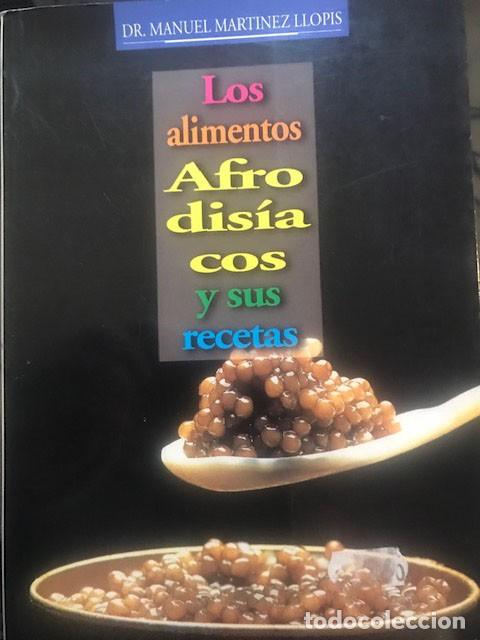 DR. MANUEL MARTINEZ LLOPIS
Los
alimentos
Afro
disía
cos
y sus
recetas
todocoleccion